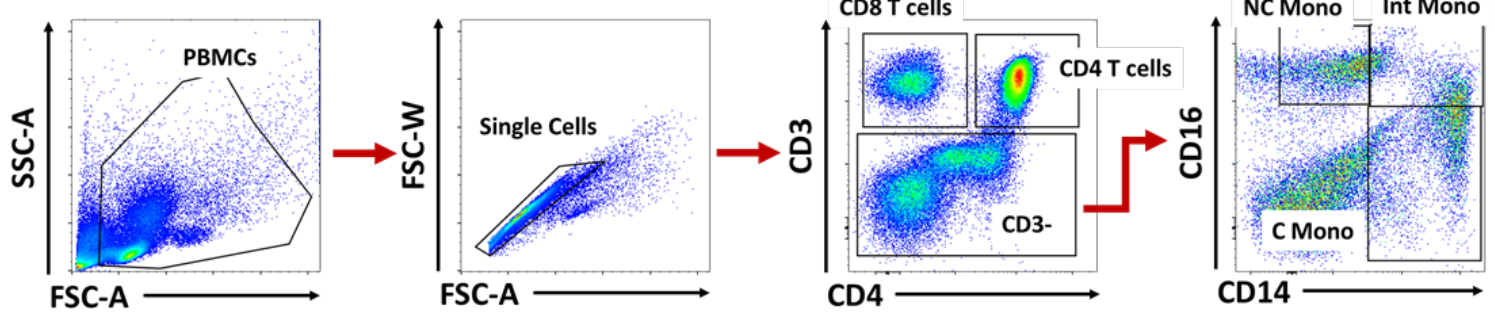 PBMCs
SSC-A
FSC-A
Single Cells
FSC-W
FSC-A
CD8 T cells
CD4 T cells
CD3
CD3-
CD4
NC Mono
Int Mono
CD16
C Mono
CD14